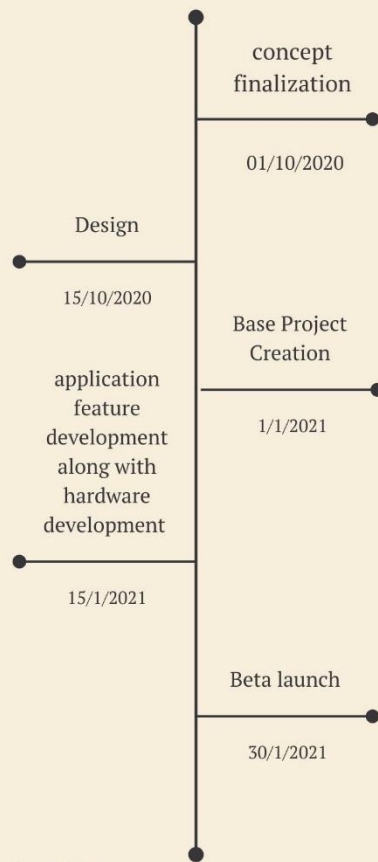 concept
finalization
01/10/2020
Design
15/10/2020
Base Project
Creation
1/1/2021
application
feature
development
along with
hardware
development
15/1/2021
Beta launch
30/1/2021